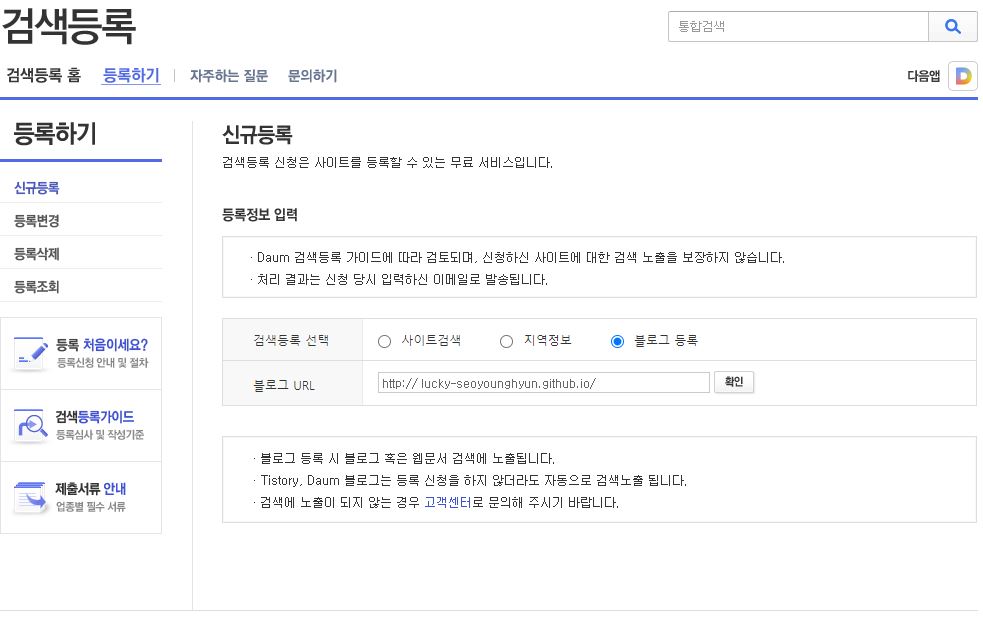 검색등록
통합검색
검색등록 홈 등록하기 자주하는 질문 문의하기 다음앱 D
등록하기
신규등록
등록변경
등록삭제
등록조회
등록 처음이세요?
등록신청 안내 및 절차
검색등록가이드
등록심사 및 작성기준
제출서류 안내
업종별 필수 서류
신규등록
검색등록 신청은 사이트를 등록할 수 있는 무료 서비스입니다.
등록정보 입력
· Daum 검색등록 가이드에 따라 검토되며, 신청하신 사이트에 대한 검색 노출을 보장하지 않습니다.
· 처리 결과는 신청 당시 입력하신 이메일로 발송됩니다.
검색등록 선택 사이트검색 지역정보 블로그 등록
블로그 URL http:// lucky-seoyounghyun.github.io/ 확인
· 블로그 등록 시 블로그 혹은 웹문서 검색에 노출됩니다.
· Tistory, Daum 블로그는 등록 신청을 하지 않더라도 자동으로 검색노출 됩니다.
· 검색에 노출이 되지 않는 경우 고객센터로 문의해 주시기 바랍니다.